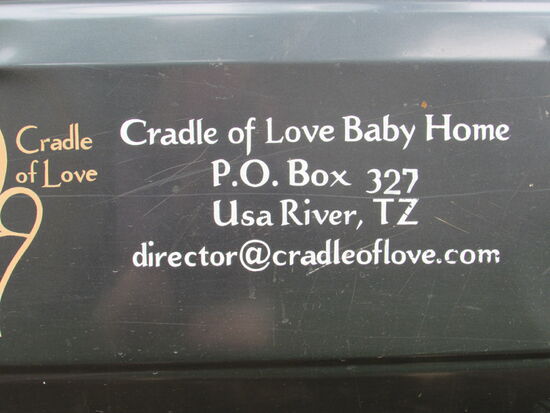 Cradle
of Love
Cradle of Love Baby Home
P.O. Box 327
Usa River, TZ
director@cradleoflove.com